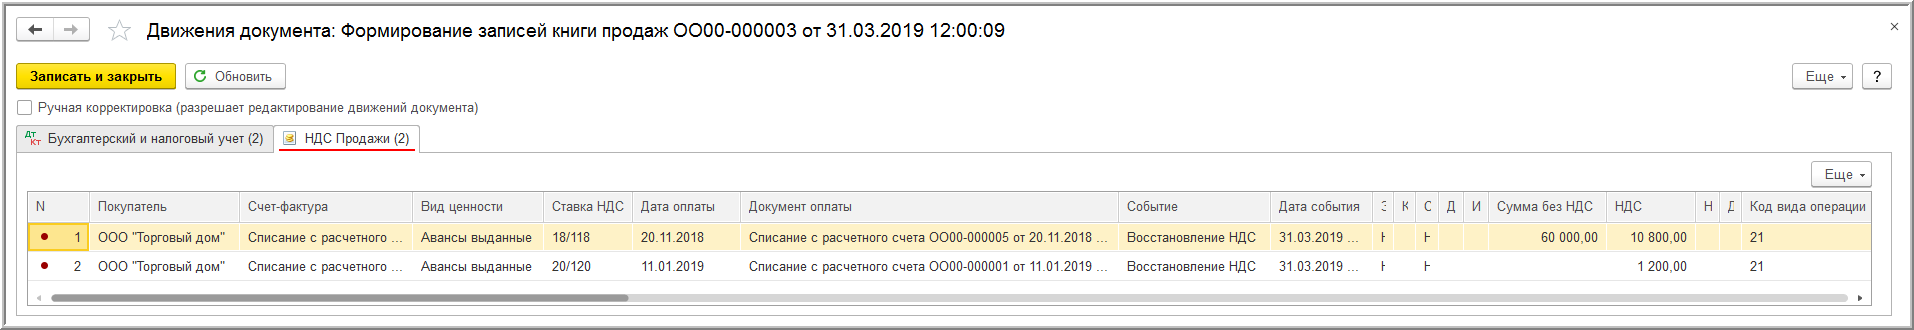 Движения документа: Формирование записей книги продаж ОО00-000003 от 31.03.2019 12:00:09
Записать и закрыть Обновить Еще ?
Ручная корректировка (разрешает редактирование движений документа)
Дт Кт Бухгалтерский и налоговый учет (2) НДС Продажи (2)
Еще
N Покупатель Счет-фактура Вид ценности Ставка НДС Дата оплаты Документ оплаты Событие Дата события К Д И Сумма без НДС НДС Н Код вида операции
1 ООО "Торговый дом" Списание с расчетного ... Авансы выданные 18/118 20.11.2018 Списание с расчетного счета ОО00-000005 от 20.11.2018 ... Восстановление НДС 31.03.2019 ... 60 000,00 10 800,00 21
2 ООО "Торговый дом" Списание с расчетного ... Авансы выданные 20/120 11.01.2019 Списание с расчетного счета ОО00-000001 от 11.01.2019 ... Восстановление НДС 31.03.2019 ... 1 200,00 21